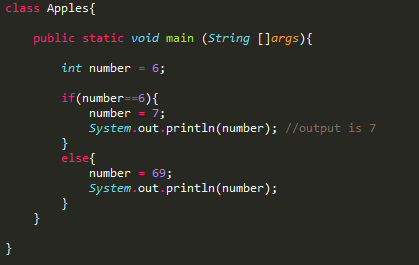 class Apples{
public static void main (String []args){
int number = 6;
if(number==6){
number = 7;
System.out.println(number); //output is 7
}
else{
number = 69;
System.out.println(number);
}
}
}